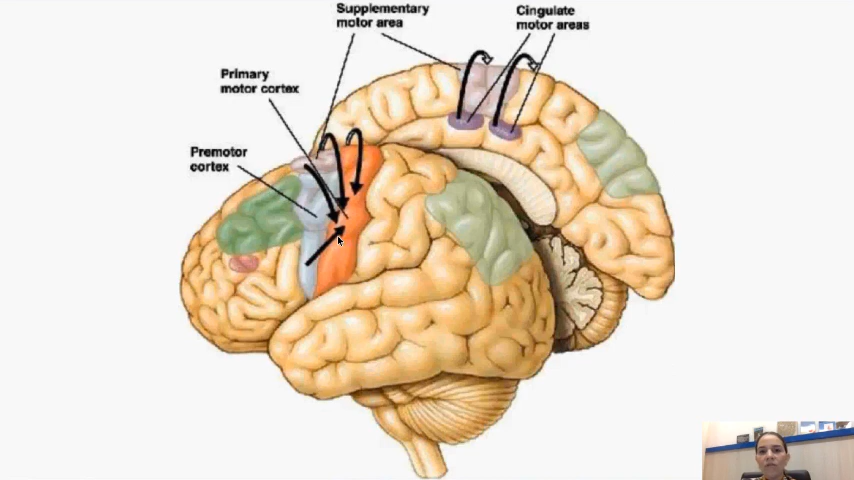 Supplementary
motor area
Cingulate
motor areas
Primary
motor cortex
Premotor
cortex